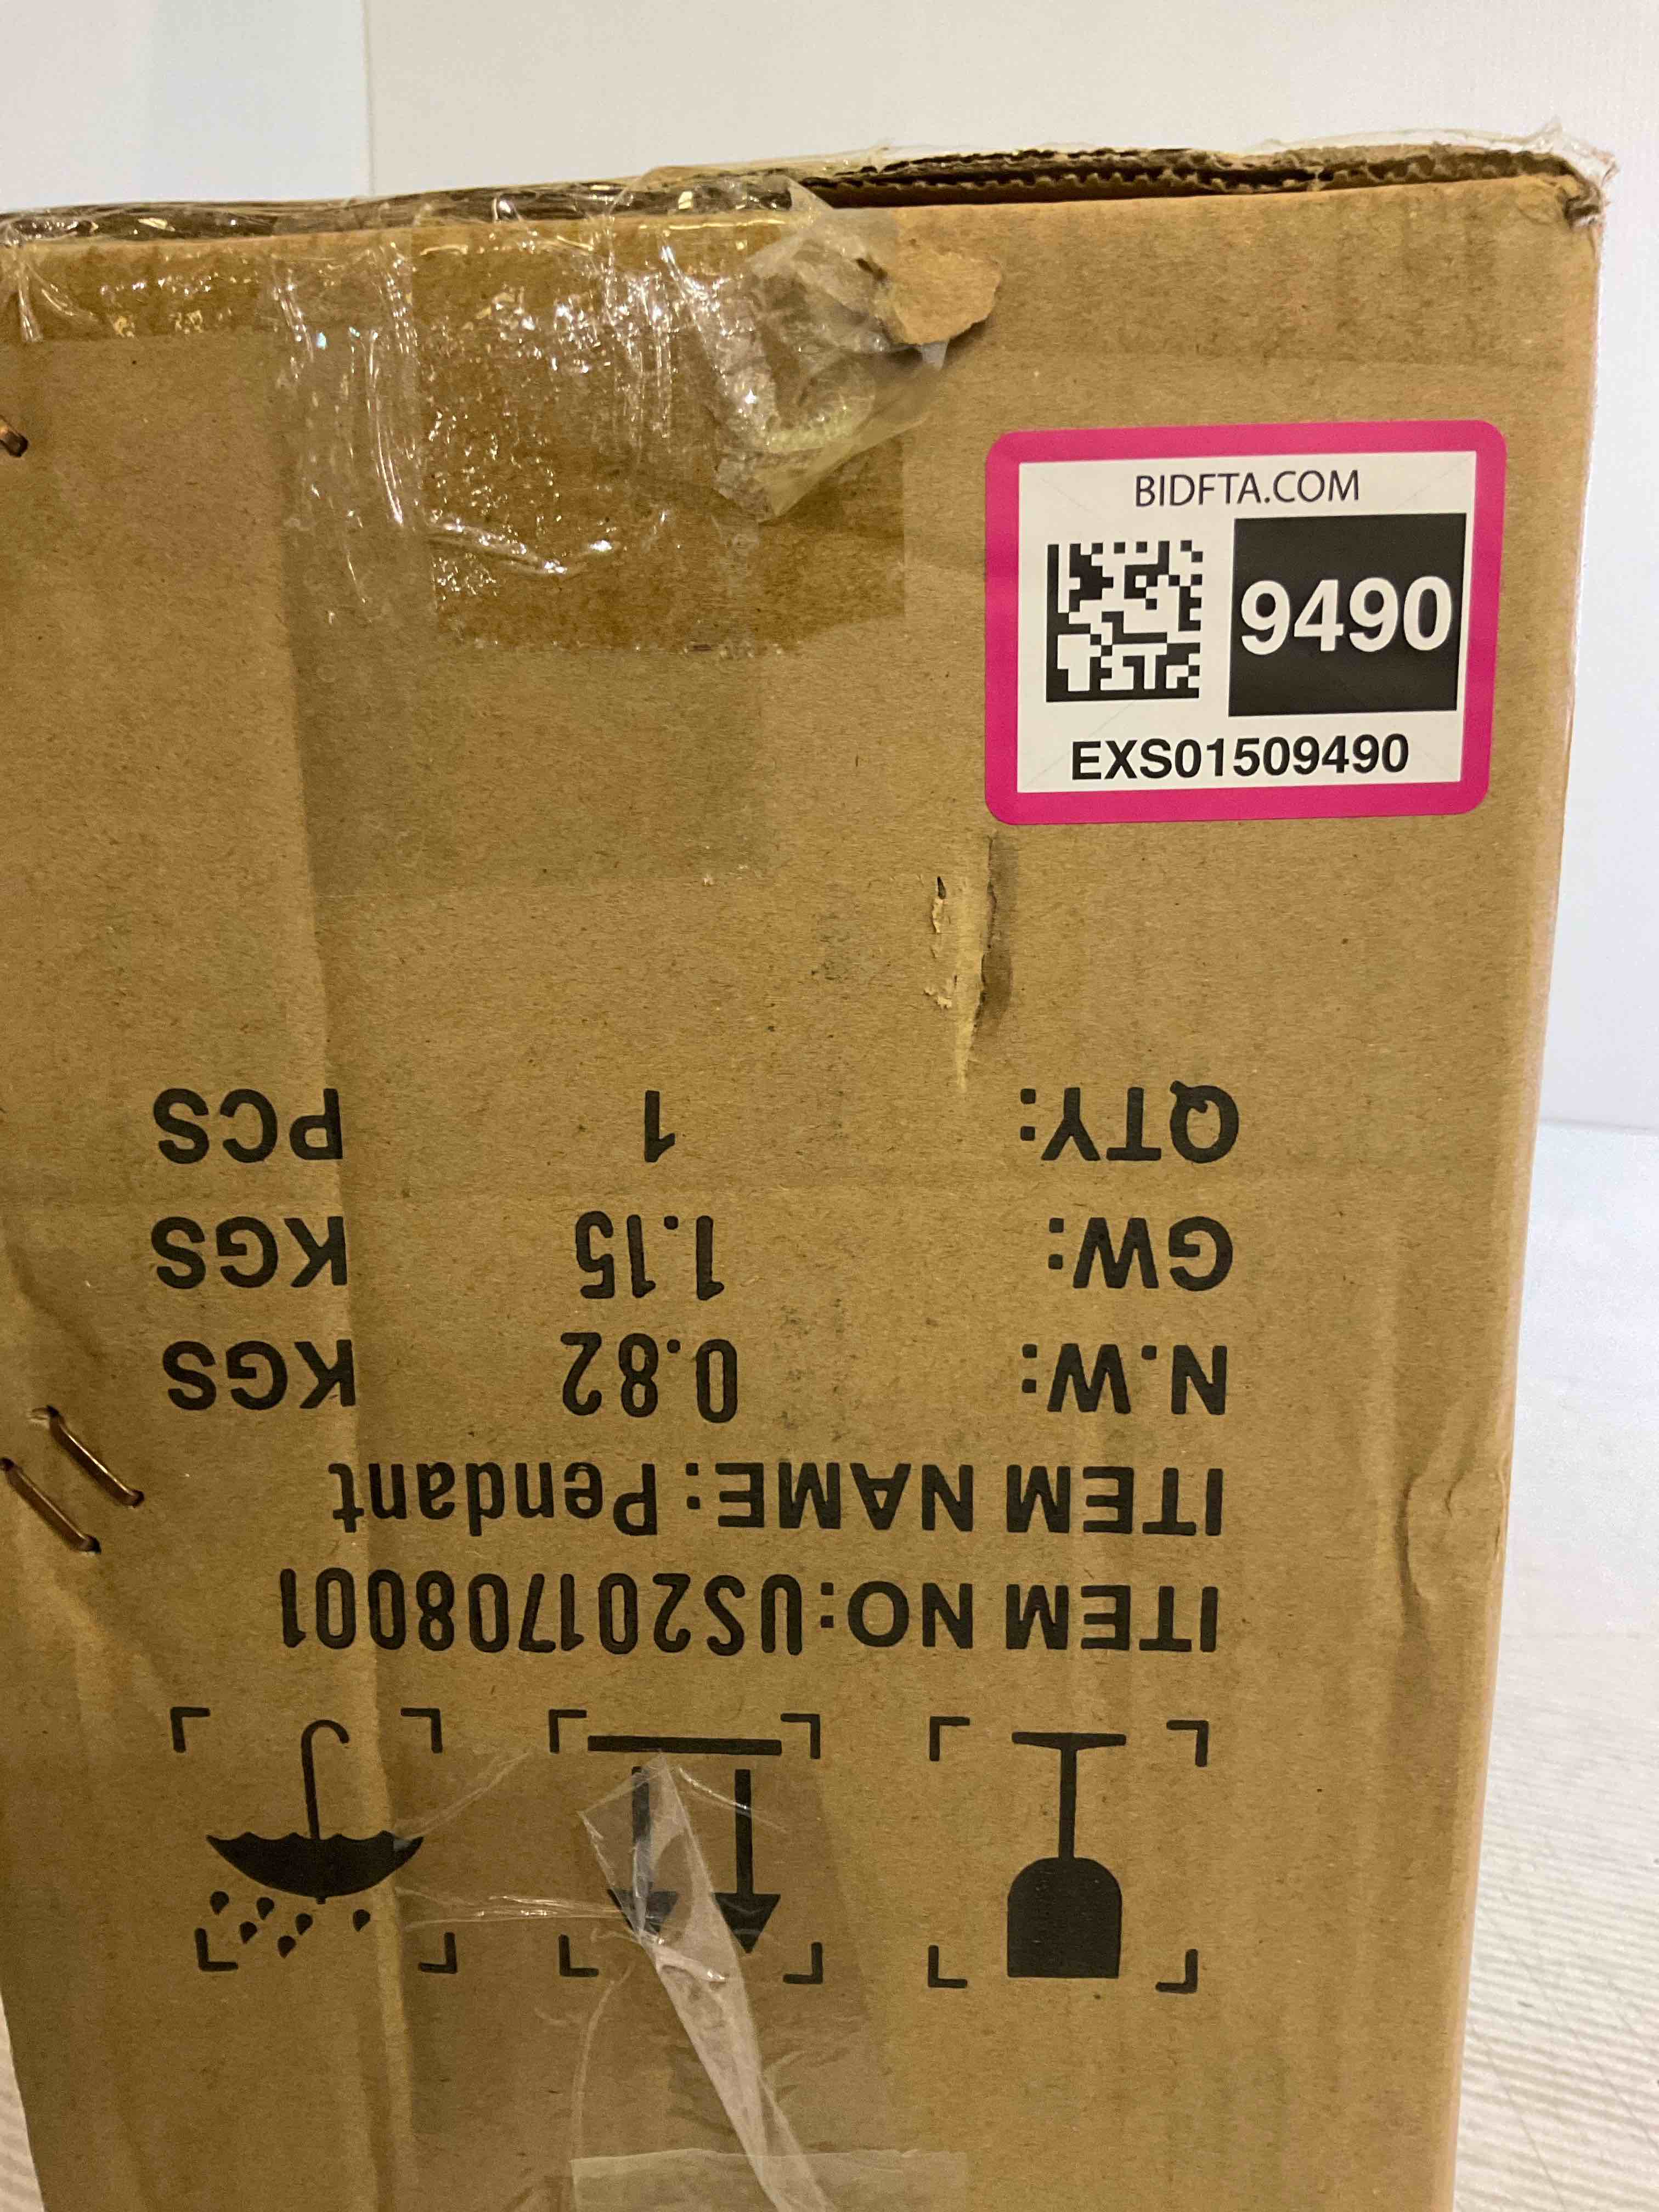 BIDFTA.COM
9490
EXS01509490
ITEM NO:US201708001
ITEM NAME:Pendant
N.W: 0.82 KGS
GW: 1.15 KGS
QTY: 1 PCS